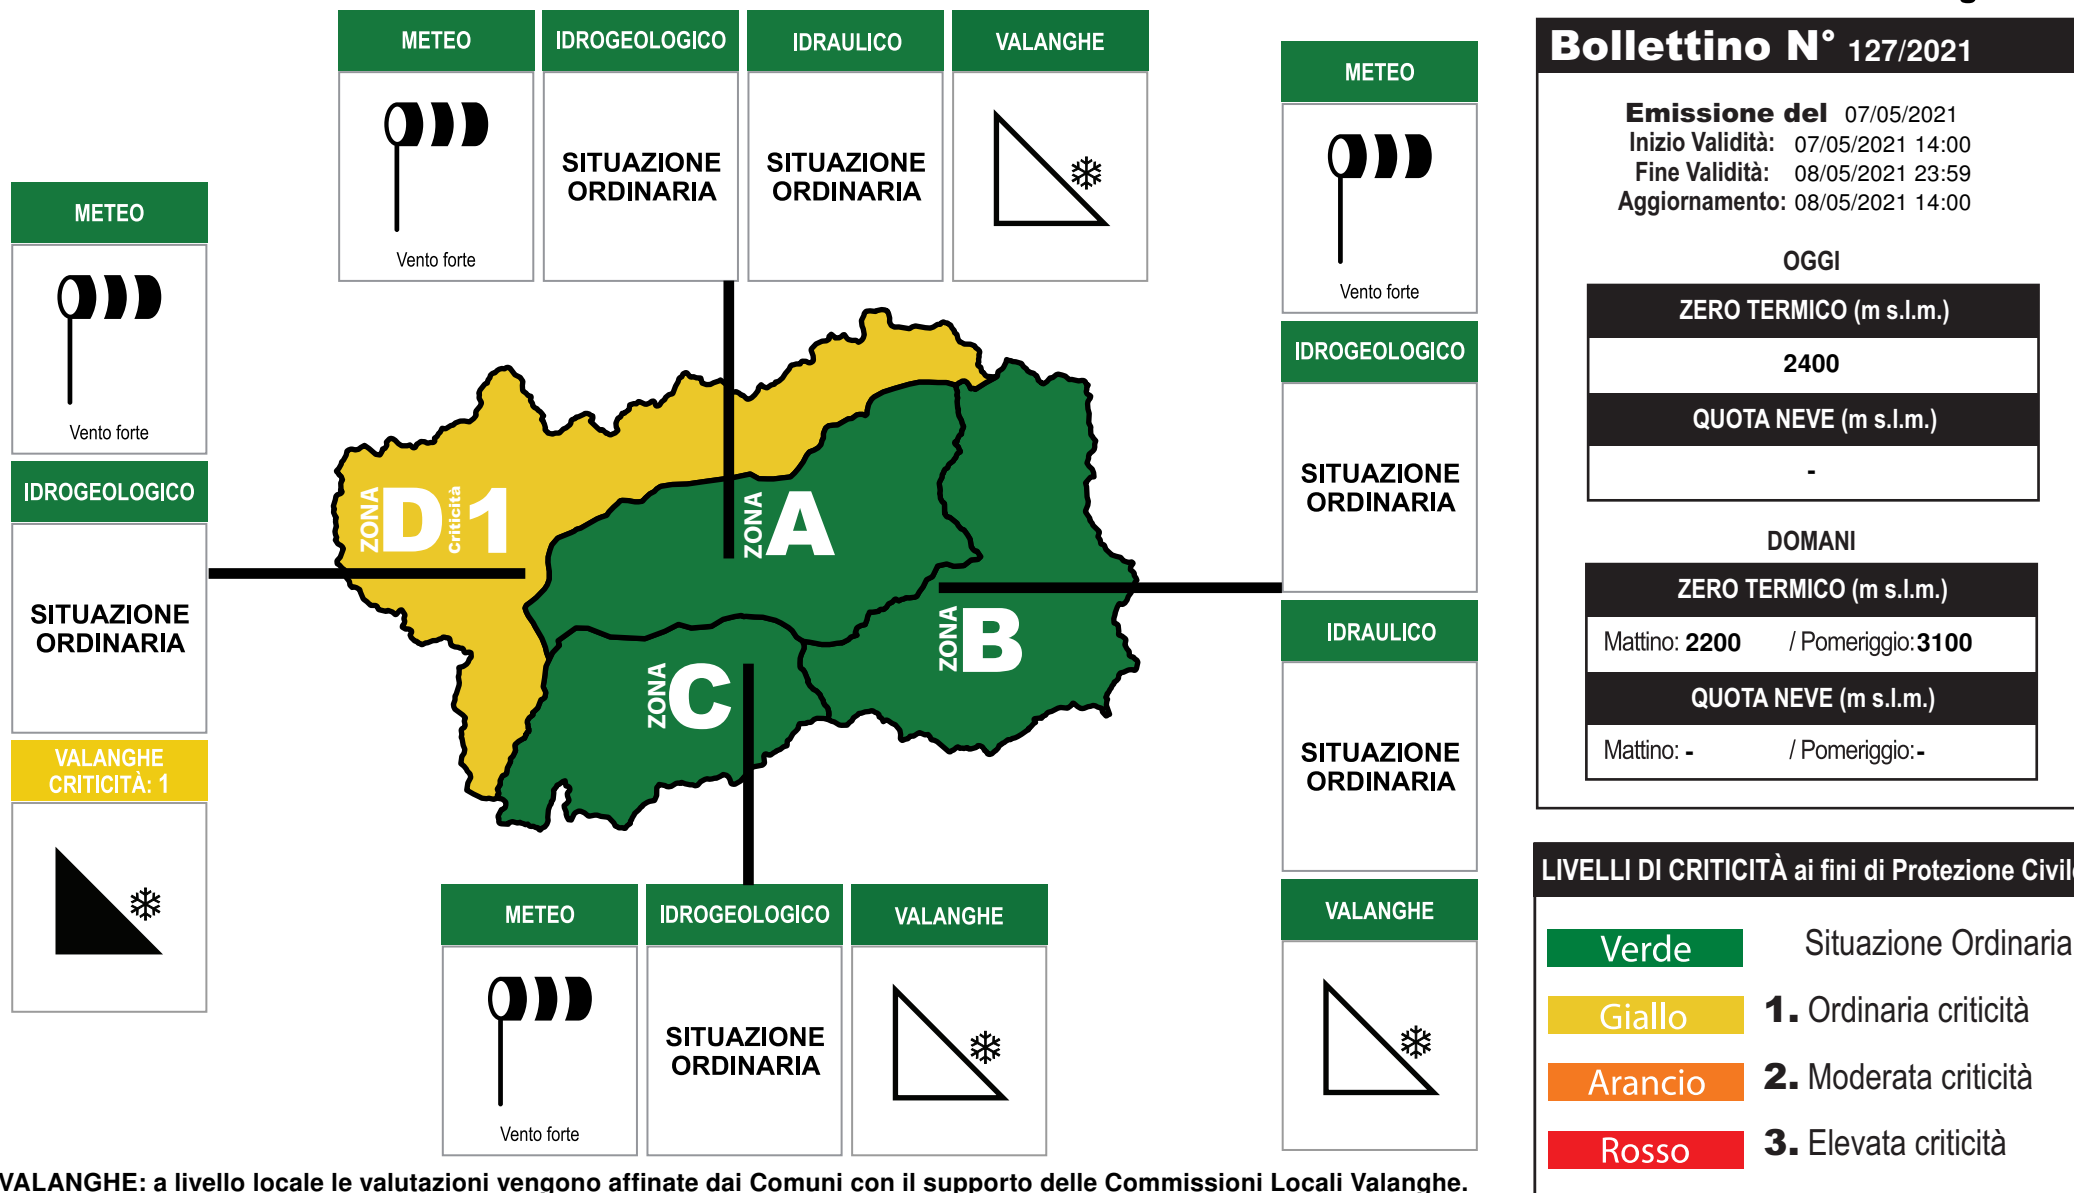 METEO
Vento forte
IDROGEOLOGICO
SITUAZIONE
ORDINARIA
IDRAULICO
SITUAZIONE
ORDINARIA
VALANGHE
METEO
Vento forte
IDROGEOLOGICO
SITUAZIONE
ORDINARIA
IDRAULICO
SITUAZIONE
ORDINARIA
VALANGHE
METEO
Vento forte
IDROGEOLOGICO
SITUAZIONE
ORDINARIA
VALANGHE
CRITICITÀ: 1
ZONA D Criticità 1
ZONA A
ZONA B
ZONA C
METEO
Vento forte
IDROGEOLOGICO
SITUAZIONE
ORDINARIA
VALANGHE
VALANGHE: a livello locale le valutazioni vengono affinate dai Comuni con il supporto delle Commissioni Locali Valanghe.
Bollettino N° 127/2021
Emissione del 07/05/2021
Inizio Validità: 07/05/2021 14:00
Fine Validità: 08/05/2021 23:59
Aggiornamento: 08/05/2021 14:00
OGGI
ZERO TERMICO (m s.l.m.)
2400
QUOTA NEVE (m s.l.m.)
-
DOMANI
ZERO TERMICO (m s.l.m.)
Mattino: 2200 / Pomeriggio: 3100
QUOTA NEVE (m s.l.m.)
Mattino: - / Pomeriggio: -
LIVELLI DI CRITICITÀ ai fini di Protezione Civile
Verde Situazione Ordinaria
Giallo 1. Ordinaria criticità
Arancio 2. Moderata criticità
Rosso 3. Elevata criticità